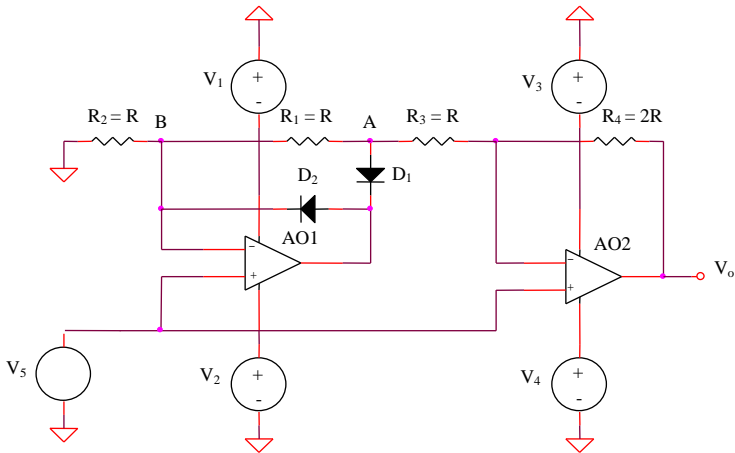 V₁
V₃
R₂ = R
B
R₁ = R
A
R₃ = R
R₄ = 2R
D₂
D₁
AO1
AO2
Vₒ
V₅
V₂
V₄
+
-
+
-
−
+
−
+
+
-
+
-